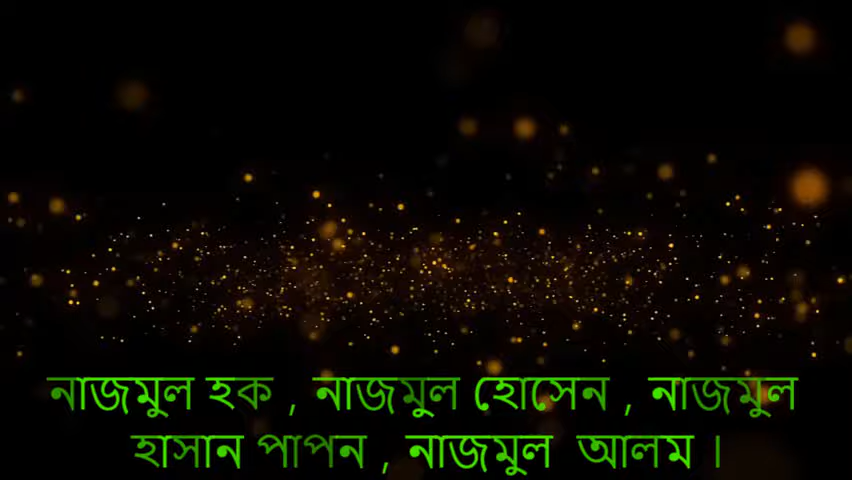 নাজমুল হক , নাজমুল হোসেন , নাজমুল
হাসান পাপন , নাজমুল আলম ।